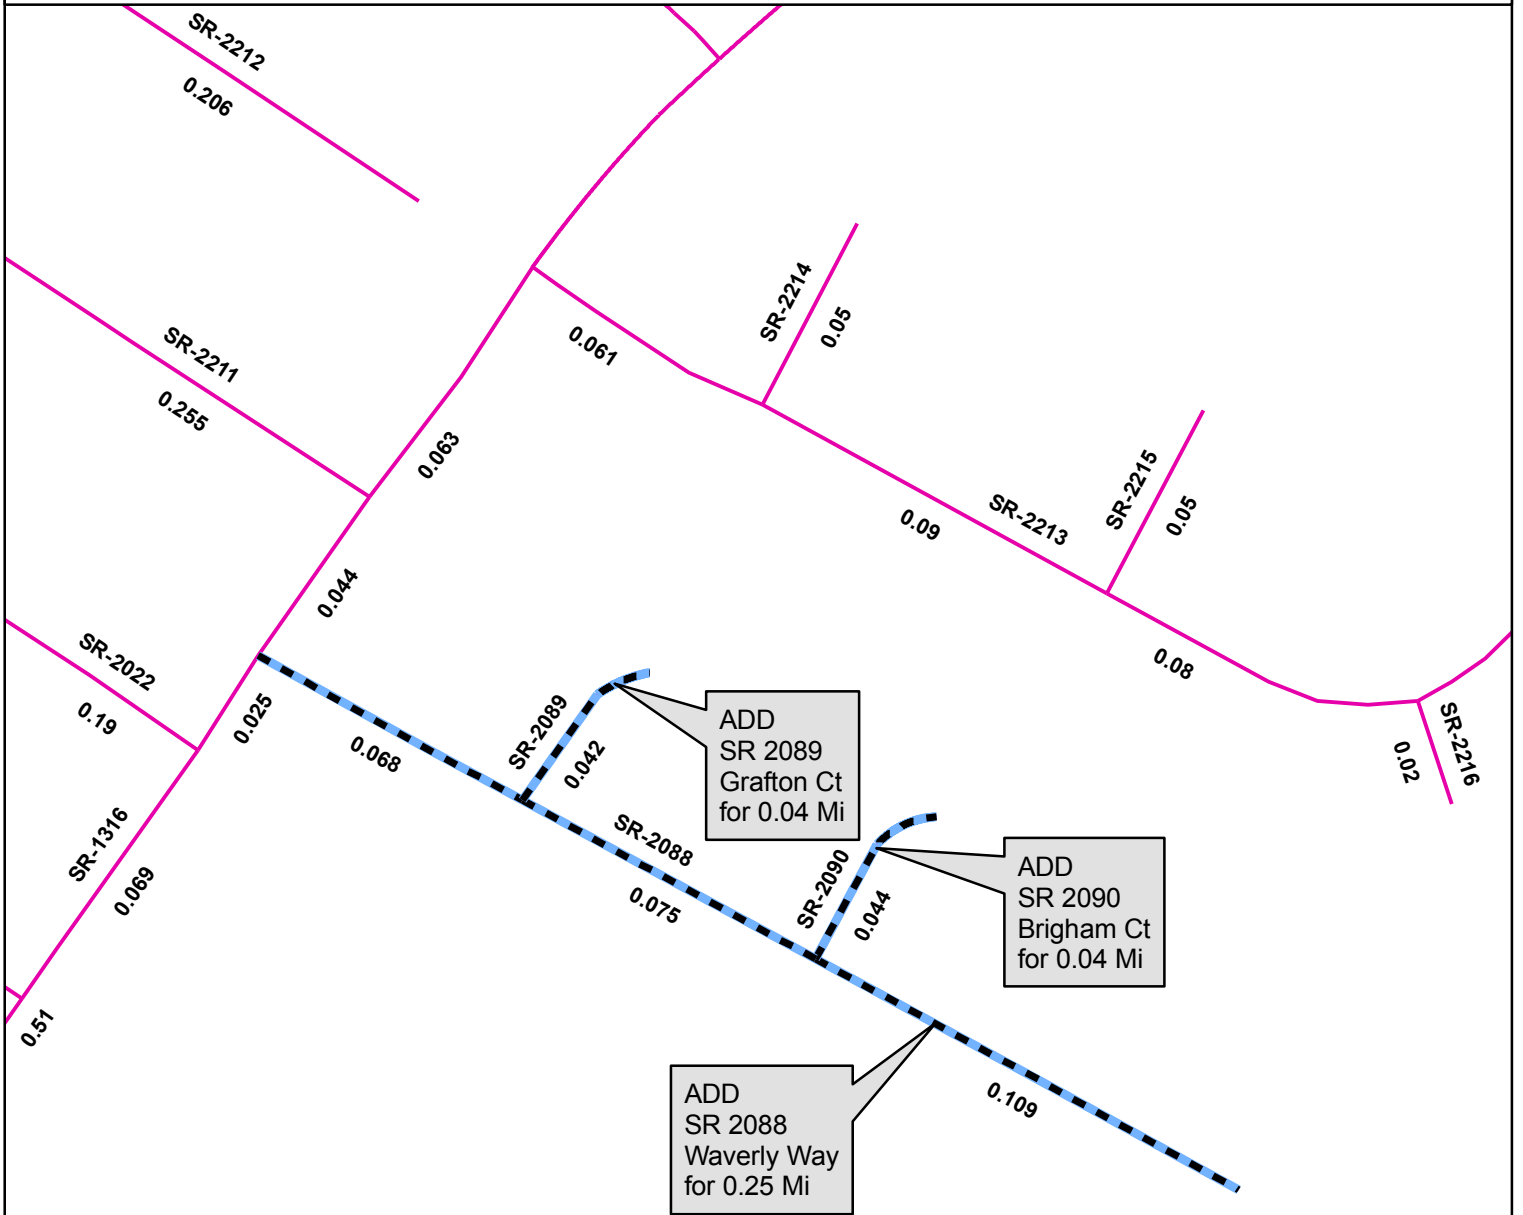 SR-2212
0.206
SR-2214
0.05
SR-2211
0.255
0.061
0.063
SR-2215
0.05
SR-2213
0.09
0.044
SR-2022
0.19
0.025
0.08
SR-2216
0.02
0.068
SR-2089
0.042
ADD
SR 2089
Grafton Ct
for 0.04 Mi
SR-1316
0.069
SR-2088
0.075
SR-2090
0.044
ADD
SR 2090
Brigham Ct
for 0.04 Mi
0.51
0.109
ADD
SR 2088
Waverly Way
for 0.25 Mi